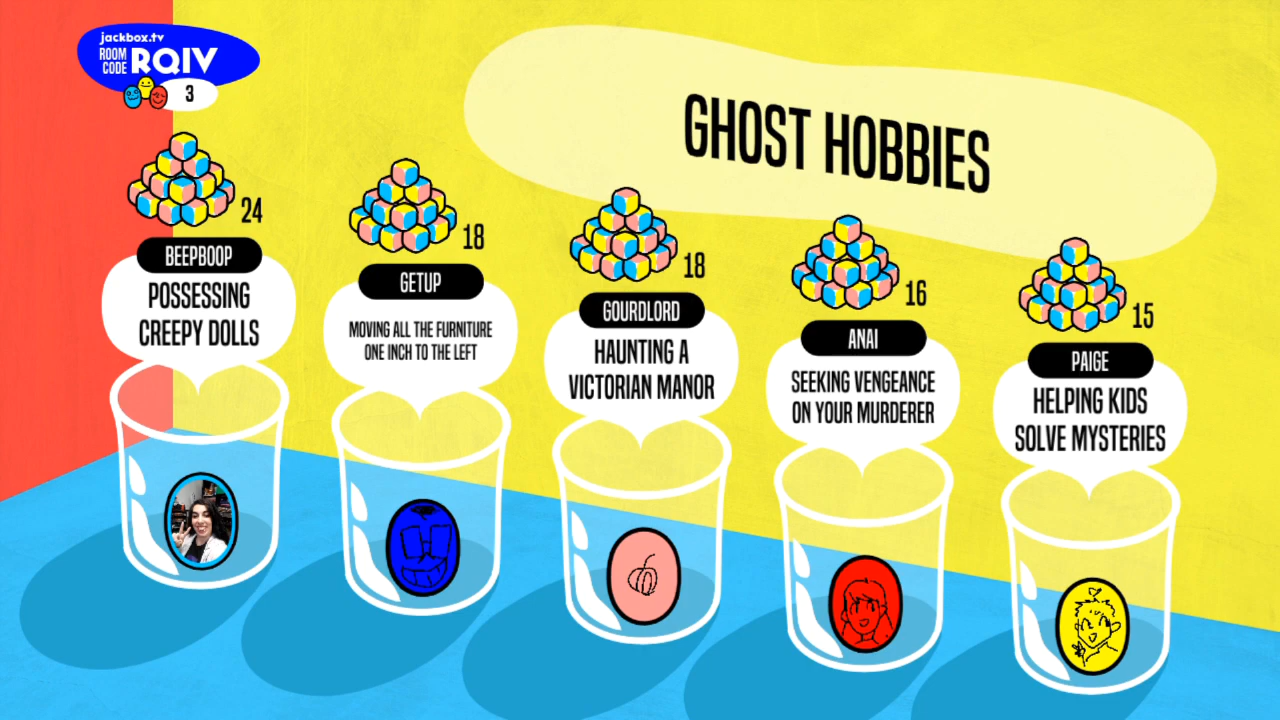 jackbox.tv
ROOM
CODE
RQIV
3
GHOST HOBBIES
24
BEEPBOOP
POSSESSING
CREEPY DOLLS
18
GETUP
MOVING ALL THE FURNITURE
ONE INCH TO THE LEFT
18
GOURDLORD
HAUNTING A
VICTORIAN MANOR
16
ANAI
SEEKING VENGEANCE
ON YOUR MURDERER
15
PAIGE
HELPING KIDS
SOLVE MYSTERIES